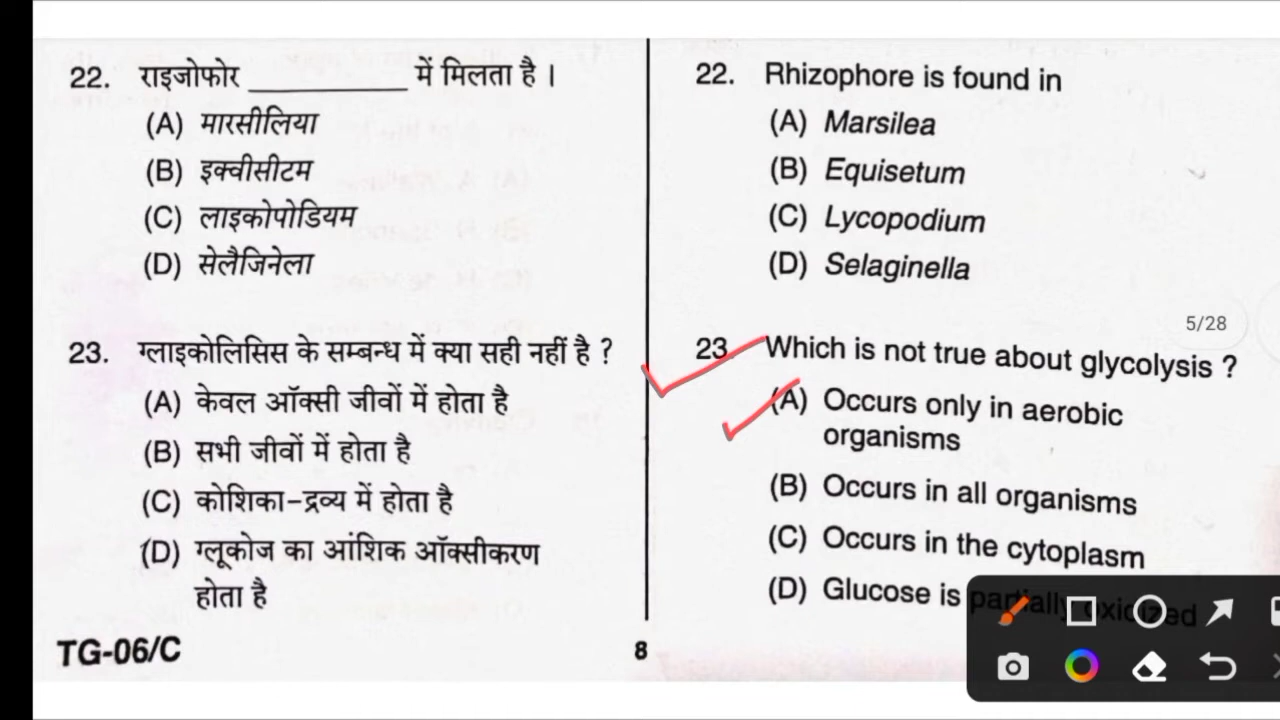 22. राइजोफोर __________ में मिलता है ।
(A) मारसीलिया
(B) इक्वीसीटम
(C) लाइकोपोडियम
(D) सेलैजिनेला
23. ग्लाइकोलिसिस के सम्बन्ध में क्या सही नहीं है ?
(A) केवल ऑक्सी जीवों में होता है
(B) सभी जीवों में होता है
(C) कोशिका-द्रव्य में होता है
(D) ग्लूकोज का आंशिक ऑक्सीकरण
होता है
TG-06/C
8
22. Rhizophore is found in
(A) Marsilea
(B) Equisetum
(C) Lycopodium
(D) Selaginella
5/28
23. Which is not true about glycolysis ?
(A) Occurs only in aerobic
organisms
(B) Occurs in all organisms
(C) Occurs in the cytoplasm
(D) Glucose is partially oxidized